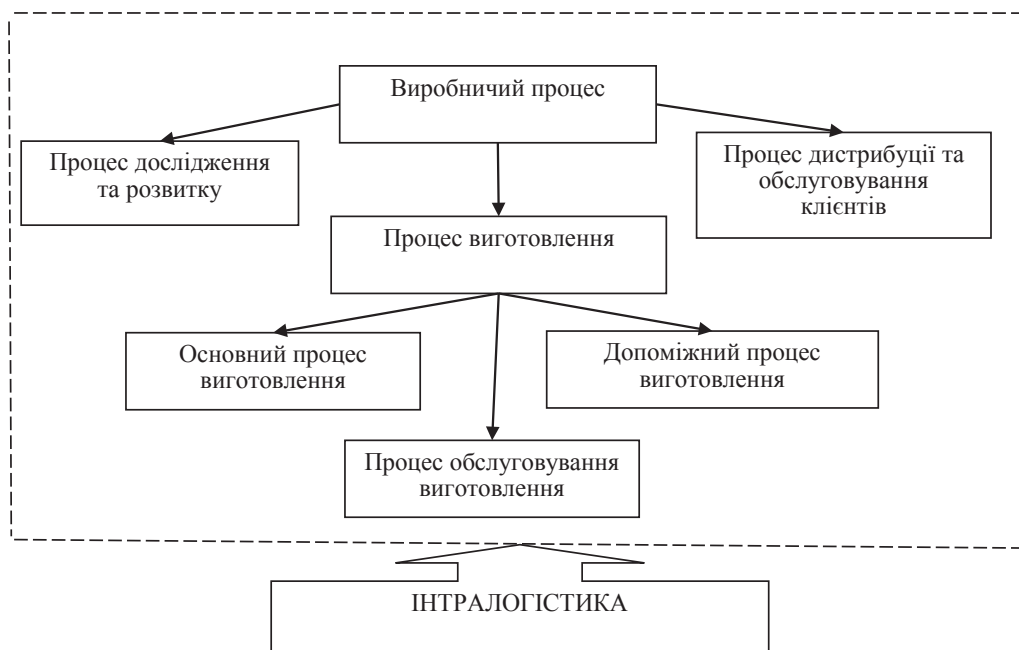 Виробничий процес
Процес дослідження
та розвитку
Процес дистрибуції та
обслуговування
клієнтів
Процес виготовлення
Основний процес
виготовлення
Допоміжний процес
виготовлення
Процес обслуговування
виготовлення
ІНТРАЛОГІСТИКА